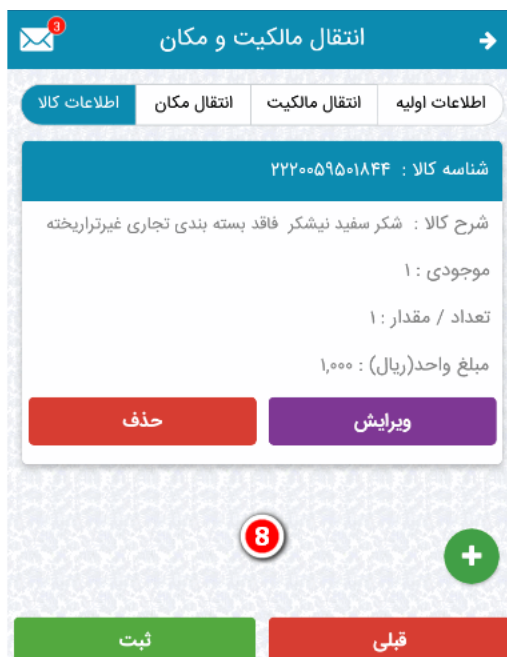 3
انتقال مالکیت و مکان
اطلاعات اولیه
انتقال مالکیت
انتقال مکان
اطلاعات کالا
شناسه کالا : ۲۲۲۰۰۵۹۵۰۱۸۴۴
شرح کالا : شکر سفید نیشکر فاقد بسته بندی تجاری غیرتراریخته
موجودی : ۱
تعداد / مقدار : ۱
مبلغ واحد(ریال) : ۱,۰۰۰
ویرایش
حذف
8
+
قبلی
ثبت